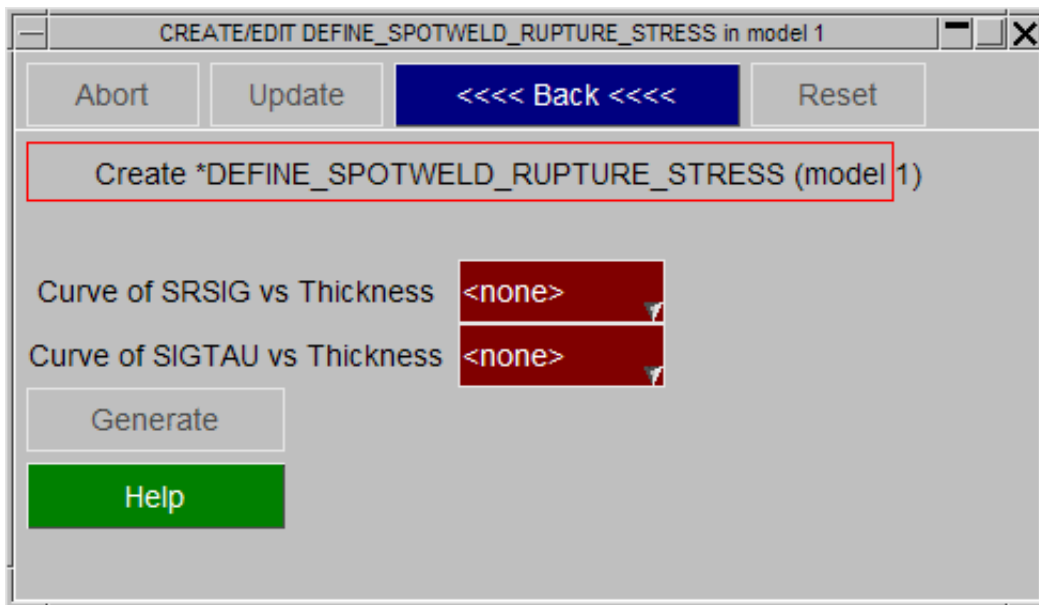 CREATE/EDIT DEFINE_SPOTWELD_RUPTURE_STRESS in model 1
Abort Update <<<< Back <<<< Reset
Create *DEFINE_SPOTWELD_RUPTURE_STRESS (model 1)
Curve of SRSIG vs Thickness <none>
Curve of SIGTAU vs Thickness <none>
Generate
Help